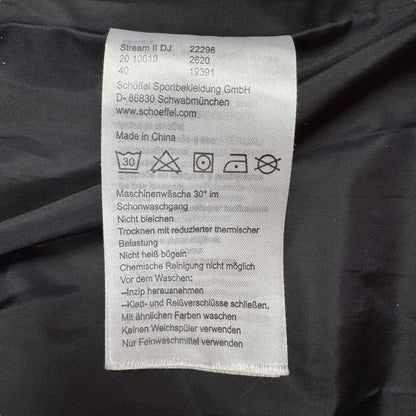 Stream II DJ 22298
20 10619 2620
40 19391
Schöffel Sportbekleidung GmbH
D- 86830 Schwabmünchen
www.schoeffel.com
Made in China
30
Maschinenwäsche 30° im
Schonwaschgang
Nicht bleichen
Trocknen mit reduzierter thermischer
Belastung
Nicht heiß bügeln
Chemische Reinigung nicht möglich
Vor dem Waschen:
–Inzip herausnehmen
–Klett- und Reißverschlüsse schließen.
Mit ähnlichen Farben waschen
Keinen Weichspüler verwenden
Nur Feinwaschmittel verwenden